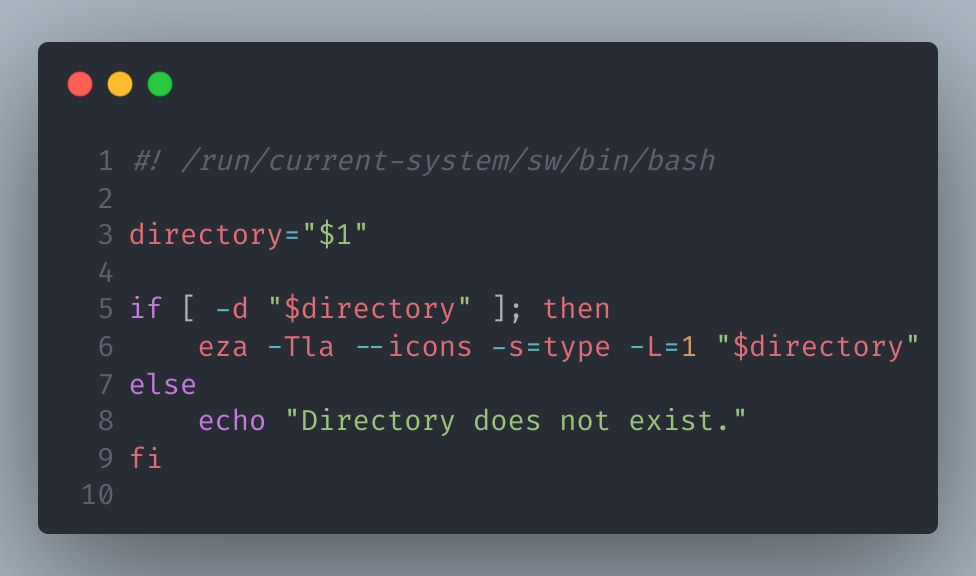 1 #! /run/current-system/sw/bin/bash
2
3 directory="$1"
4
5 if [ -d "$directory" ]; then
6     eza -Tla --icons -s=type -L=1 "$directory"
7 else
8     echo "Directory does not exist."
9 fi
10